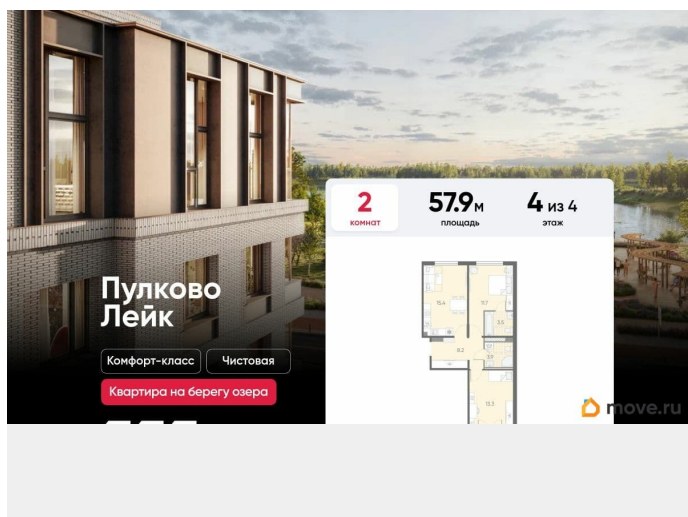 2
комнат
57.9 м
площадь
4 из 4
этаж
Пулково
Лейк
Комфорт-класс
Чистовая
Квартира на берегу озера
15.4
11.7
8.2
13.3
move.ru